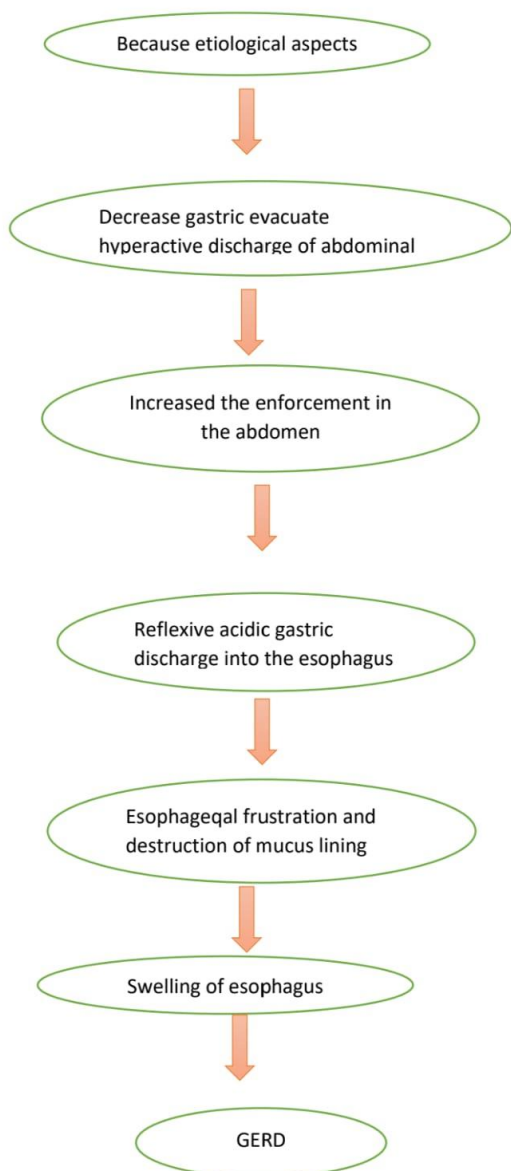 Because etiological aspects
Decrease gastric evacuate
hyperactive discharge of abdominal
Increased the enforcement in
the abdomen
Reflexive acidic gastric
discharge into the esophagus
Esophageqal frustration and
destruction of mucus lining
Swelling of esophagus
GERD